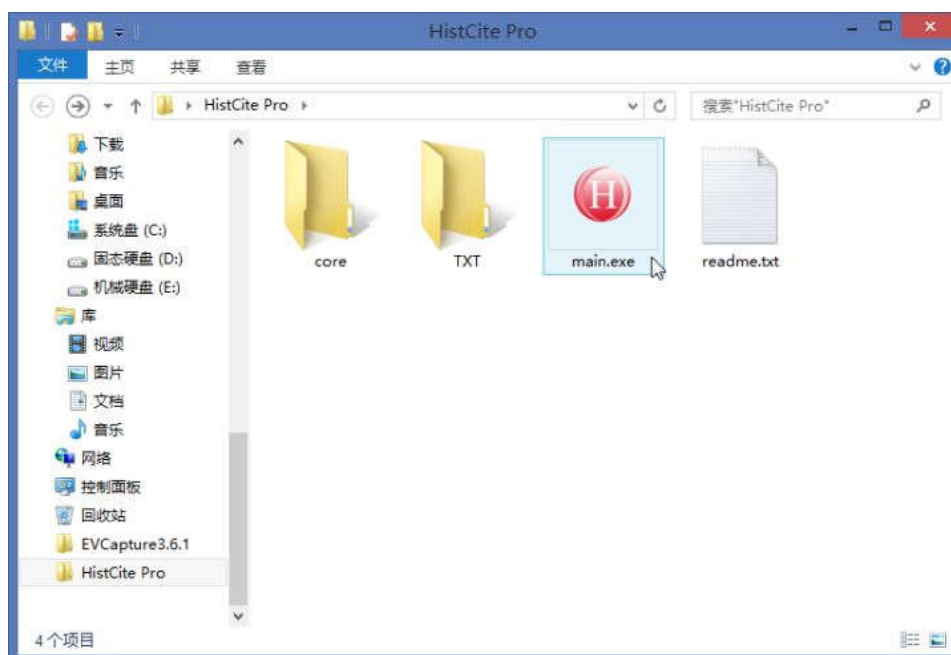 HistCite Pro
文件 主页 共享 查看
HistCite Pro
搜索"HistCite Pro"
下载
音乐
桌面
系统盘 (C:)
固态硬盘 (D:)
机械硬盘 (E:)
库
视频
图片
文档
音乐
网络
控制面板
回收站
EVCapture3.6.1
HistCite Pro
core TXT main.exe readme.txt
4 个项目